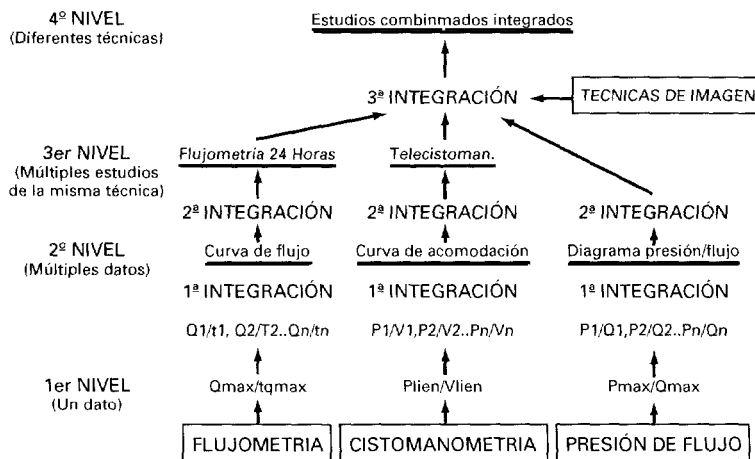 4º NIVEL
(Diferentes técnicas)
Estudios combinmados integrados
3ª INTEGRACIÓN
TECNICAS DE IMAGEN
3er NIVEL
(Múltiples estudios
de la misma técnica)
Flujometría 24 Horas
Telecistoman.
2ª INTEGRACIÓN
2ª INTEGRACIÓN
2ª INTEGRACIÓN
2º NIVEL
(Múltiples datos)
Curva de flujo
Curva de acomodación
Diagrama presión/flujo
1ª INTEGRACIÓN
1ª INTEGRACIÓN
1ª INTEGRACIÓN
Q1/t1, Q2/T2..Qn/tn
P1/V1,P2/V2..Pn/Vn
P1/Q1,P2/Q2..Pn/Qn
1er NIVEL
(Un dato)
Qmax/tqmax
Plien/Vlien
Pmax/Qmax
FLUJOMETRIA
CISTOMANOMETRIA
PRESIÓN DE FLUJO